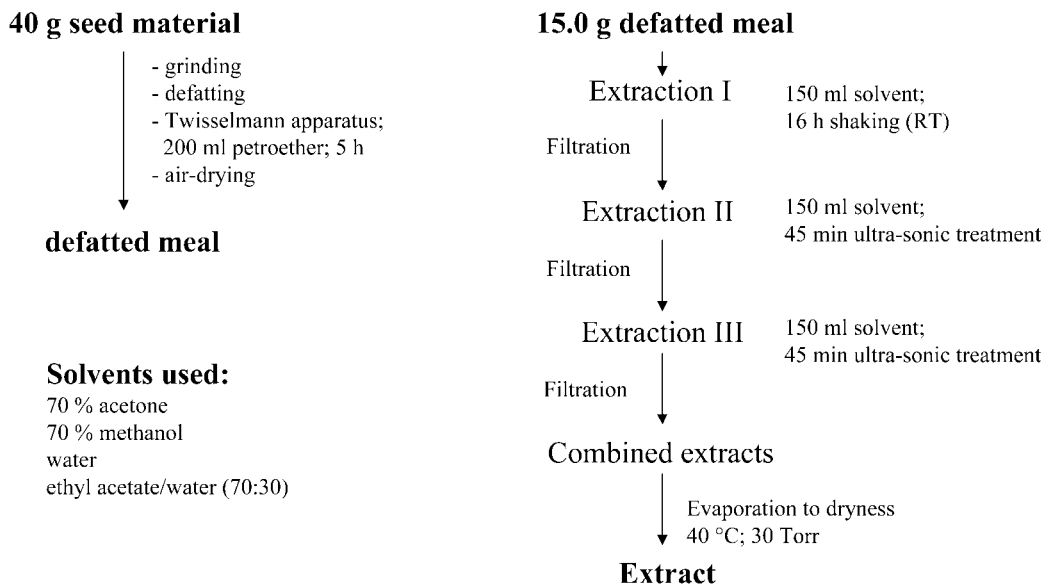 40 g seed material
- grinding
- defatting
- Twisselmann apparatus;
200 ml petroether; 5 h
- air-drying
defatted meal
Solvents used:
70 % acetone
70 % methanol
water
ethyl acetate/water (70:30)
15.0 g defatted meal
Extraction I
150 ml solvent;
16 h shaking (RT)
Filtration
Extraction II
150 ml solvent;
45 min ultra-sonic treatment
Filtration
Extraction III
150 ml solvent;
45 min ultra-sonic treatment
Filtration
Combined extracts
Evaporation to dryness
40 °C; 30 Torr
Extract